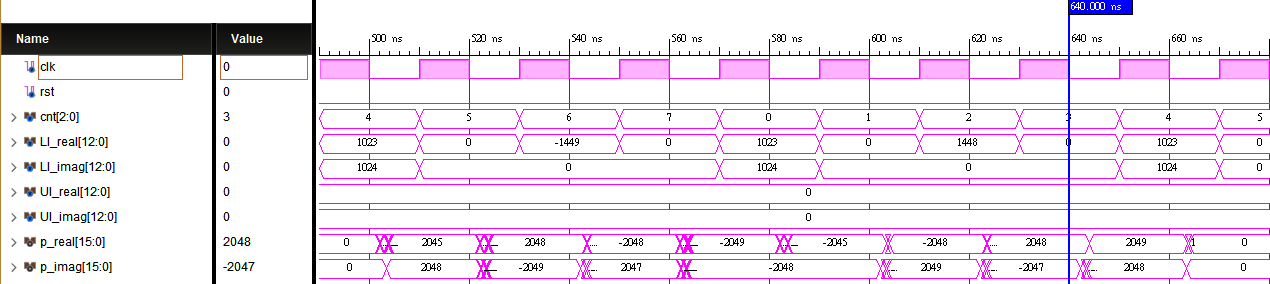 640.000 ns
Name Value 500 ns 520 ns 540 ns 560 ns 580 ns 600 ns 620 ns 640 ns 660 ns
clk 0
rst 0
cnt[2:0] 3 4 5 6 7 0 1 2 3 4 5
LI_real[12:0] 0 1023 0 -1449 0 1023 0 1448 0 1023 0
LI_imag[12:0] 0 1024 0 1024 0 1024 0
UI_real[12:0] 0 0
UI_imag[12:0] 0 0
p_real[15:0] 2048 0 ... 2045 ... 2048 ... -2048 ... -2049 ... -2045 ... -2048 ... 2048 2049 1 0
p_imag[15:0] -2047 0 2048 ... -2049 ... 2047 ... -2048 ... 2049 ... -2047 ... 2048 0